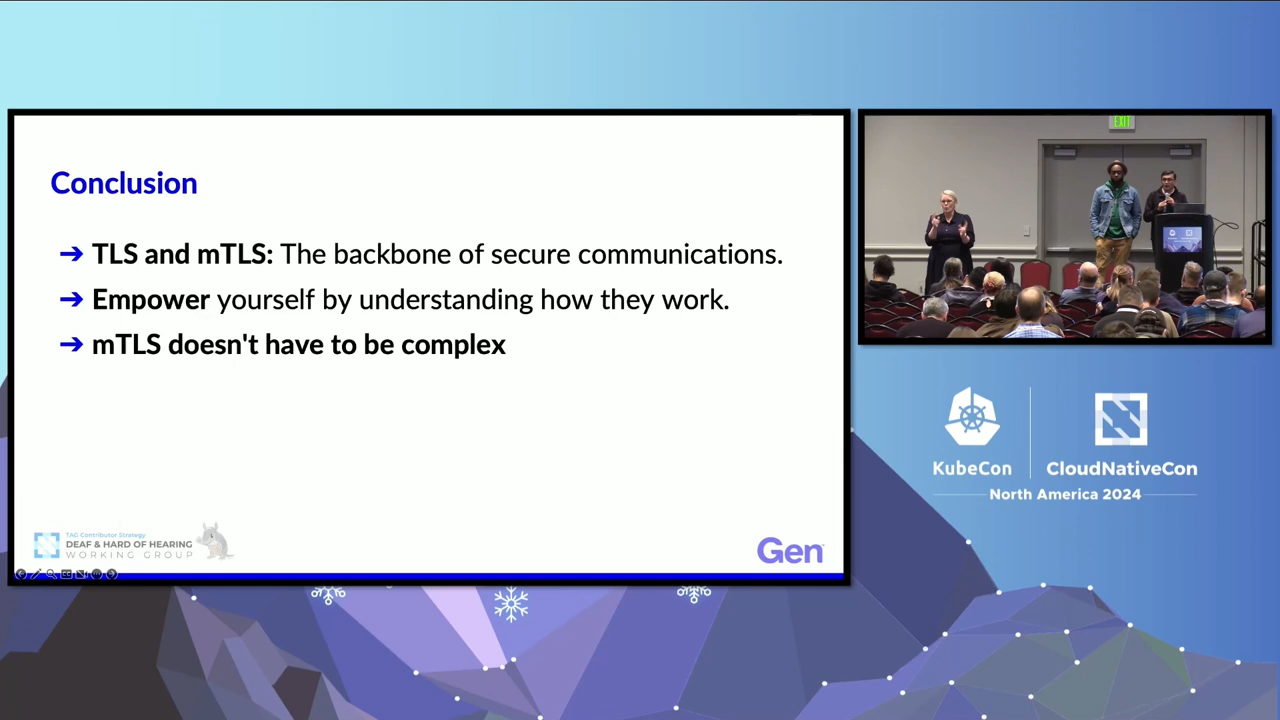 Conclusion
➔ TLS and mTLS: The backbone of secure communications.
➔ Empower yourself by understanding how they work.
➔ mTLS doesn't have to be complex
TAG Contributor Strategy
DEAF & HARD OF HEARING
WORKING GROUP
Gen
EXIT
KubeCon
CloudNativeCon
North America 2024